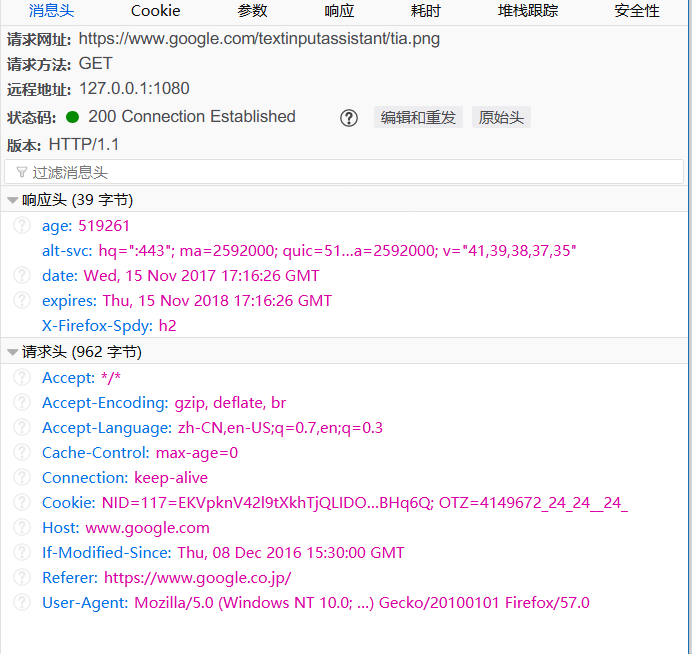 消息头 Cookie 参数 响应 耗时 堆栈跟踪 安全性
请求网址: https://www.google.com/textinputassistant/tia.png
请求方法: GET
远程地址: 127.0.0.1:1080
状态码: 200 Connection Established ? 编辑和重发 原始头
版本: HTTP/1.1
过滤消息头
响应头 (39 字节)
? age: 519261
alt-svc: hq=":443"; ma=2592000; quic=51...a=2592000; v="41,39,38,37,35"
? date: Wed, 15 Nov 2017 17:16:26 GMT
? expires: Thu, 15 Nov 2018 17:16:26 GMT
X-Firefox-Spdy: h2
请求头 (962 字节)
? Accept: */*
? Accept-Encoding: gzip, deflate, br
? Accept-Language: zh-CN,en-US;q=0.7,en;q=0.3
? Cache-Control: max-age=0
? Connection: keep-alive
? Cookie: NID=117=EKVpknV42l9tXkhTjQLIDO...BHq6Q; OTZ=4149672_24_24__24_
? Host: www.google.com
? If-Modified-Since: Thu, 08 Dec 2016 15:30:00 GMT
? Referer: https://www.google.co.jp/
? User-Agent: Mozilla/5.0 (Windows NT 10.0; ...) Gecko/20100101 Firefox/57.0